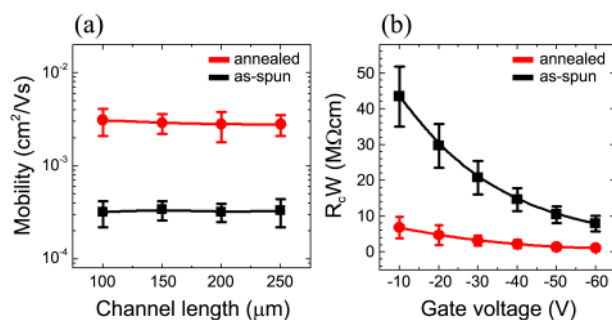 (a)
annealed
as-spun
Mobility (cm²/Vs)
10⁻²
10⁻³
10⁻⁴
100 150 200 250
Channel length (μm)
(b)
annealed
as-spun
R_cW (MΩcm)
50
40
30
20
10
0
-10 -20 -30 -40 -50 -60
Gate voltage (V)